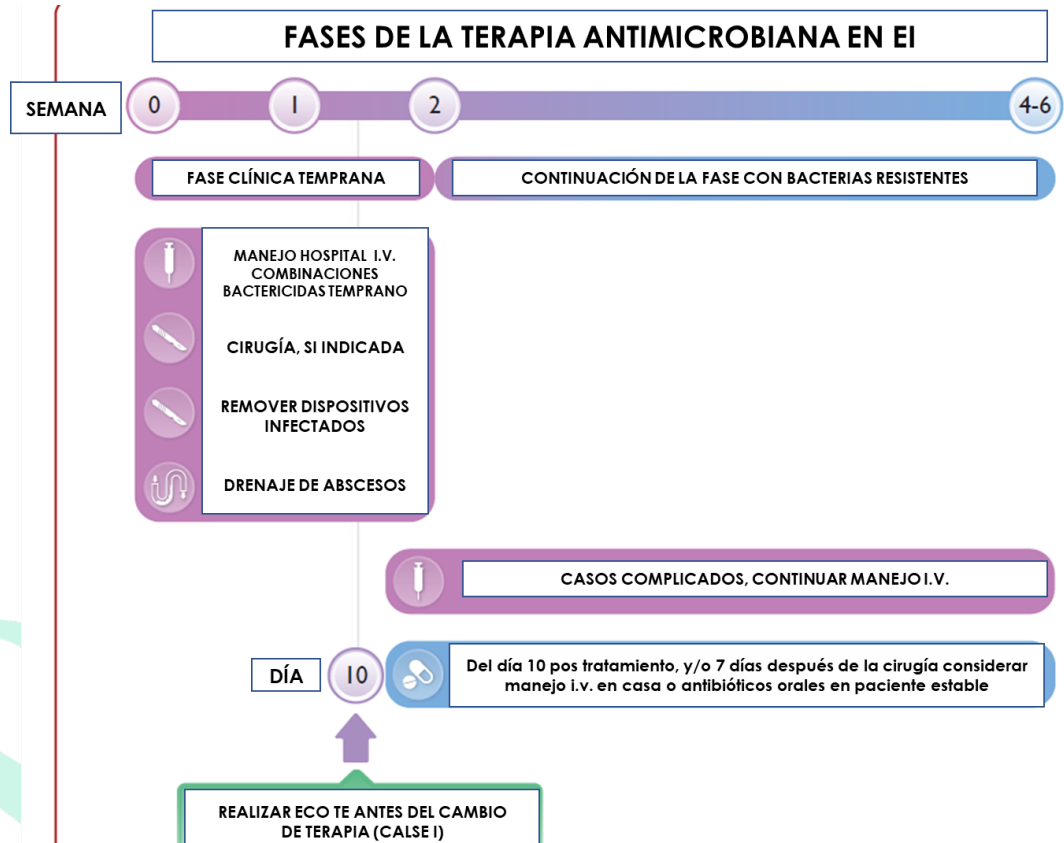 FASES DE LA TERAPIA ANTIMICROBIANA EN EI
SEMANA
0
1
2
4-6
FASE CLÍNICA TEMPRANA
CONTINUACIÓN DE LA FASE CON BACTERIAS RESISTENTES
MANEJO HOSPITAL I.V.
COMBINACIONES
BACTERICIDAS TEMPRANO
CIRUGÍA, SI INDICADA
REMOVER DISPOSITIVOS
INFECTADOS
DRENAJE DE ABSCESOS
CASOS COMPLICADOS, CONTINUAR MANEJO I.V.
DÍA
10
Del día 10 pos tratamiento, y/o 7 días después de la cirugía considerar
manejo i.v. en casa o antibióticos orales en paciente estable
REALIZAR ECO TE ANTES DEL CAMBIO
DE TERAPIA (CALSE I)